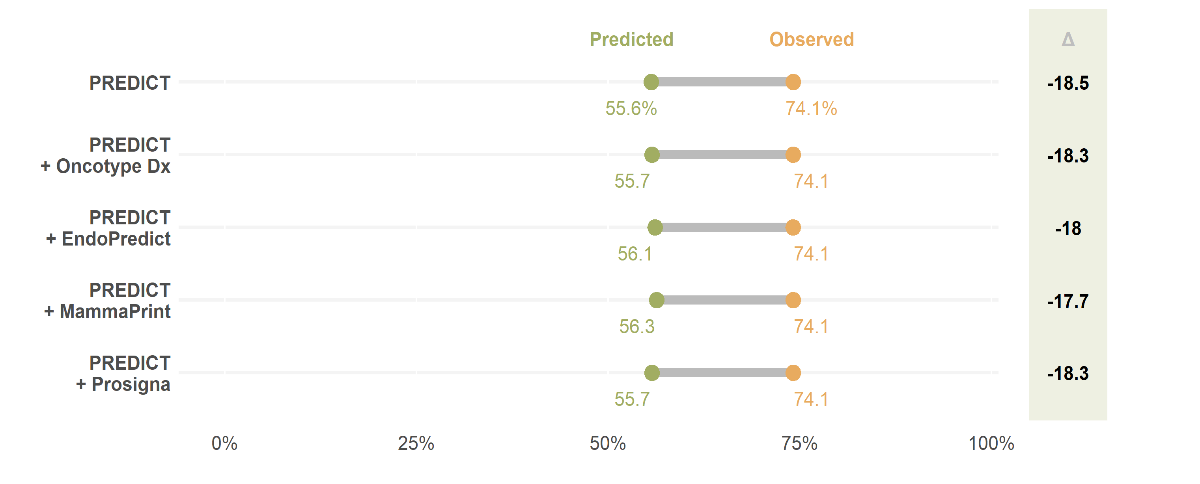 Predicted Observed Δ
PREDICT -18.5
55.6% 74.1%
PREDICT
+ Oncotype Dx -18.3
55.7 74.1
PREDICT
+ EndoPredict -18
56.1 74.1
PREDICT
+ MammaPrint -17.7
56.3 74.1
PREDICT
+ Prosigna -18.3
55.7 74.1
0% 25% 50% 75% 100%